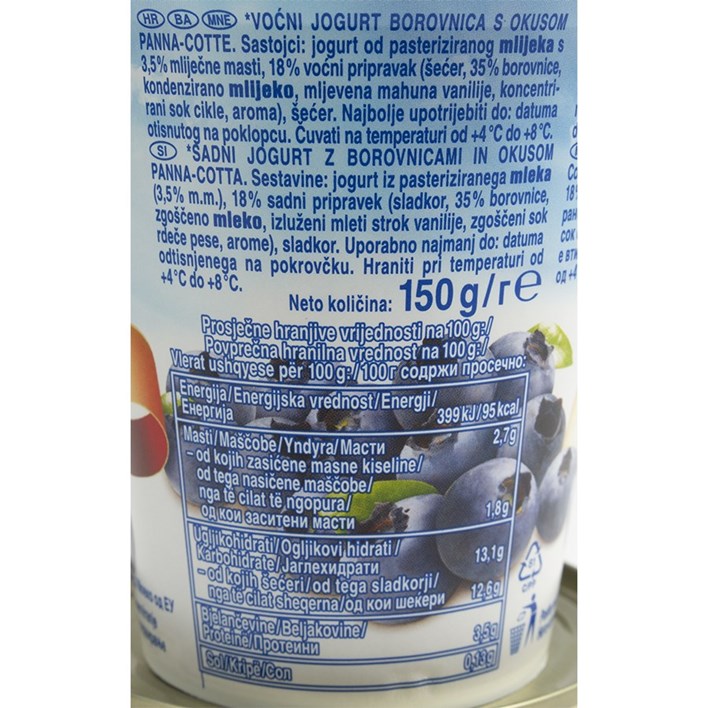 HR BA MNE *VOĆNI JOGURT BOROVNICA S OKUSOM
PANNA-COTTE. Sastojci: jogurt od pasteriziranog mlijeka s
3,5% mliječne masti, 18% voćni pripravak (šećer, 35% borovnice,
kondenzirano mlijeko, mljevena mahuna vanilije, koncentri-
rani sok cikle, aroma), šećer. Najbolje upotrijebiti do: datuma
otisnutog na poklopcu. Čuvati na temperaturi od +4°C do +8°C.
SI *SADNI JOGURT Z BOROVNICAMI IN OKUSOM
PANNA-COTTA. Sestavine: jogurt iz pasteriziranega mleka
(3,5% m.m.), 18% sadni pripravek (sladkor, 35% borovnice,
zgoščeno mleko, izluženi mleti strok vanilije, zgoščeni sok
rdeče pese, arome), sladkor. Uporabno najmanj do: datuma
odtisnjenega na pokrovčku. Hraniti pri temperaturi od
+4°C do +8°C.
Neto količina: 150 g/г e
Prosječne hranjive vrijednosti na 100 g:/
Povprečna hranilna vrednost na 100 g:/
Vlerat ushqyese për 100 g:/100 г содржи просечно:
Energija/Energijska vrednost/Energji/
Енергија 399 kJ/95 kcal
Masti/Maščobe/Yndyra/Масти 2,7g
– od kojih zasićene masne kiseline/
od tega nasičene maščobe/
nga të cilat të ngopura/
од кои заситени масти 1,8g
Ugljikohidrati/Ogljikovi hidrati/
Karbohidrate/Јаглехидрати 13,1g
– od kojih šećeri/od tega sladkorji/
nga të cilat sheqerna/од кои шеќери 12,6g
Bjelančevine/Beljakovine/
Proteinë/Протеини 3,5g
Sol/Kripë/Сол 0,13g